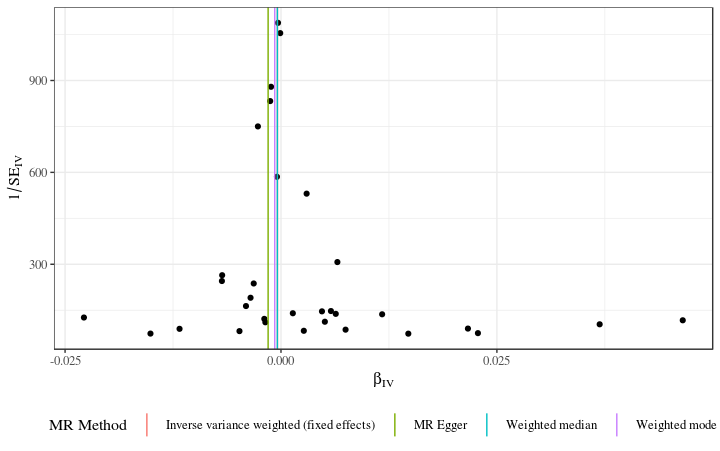 900
600
300
1/SE_IV
-0.025
0.000
0.025
β_IV
MR Method Inverse variance weighted (fixed effects) MR Egger Weighted median Weighted mode